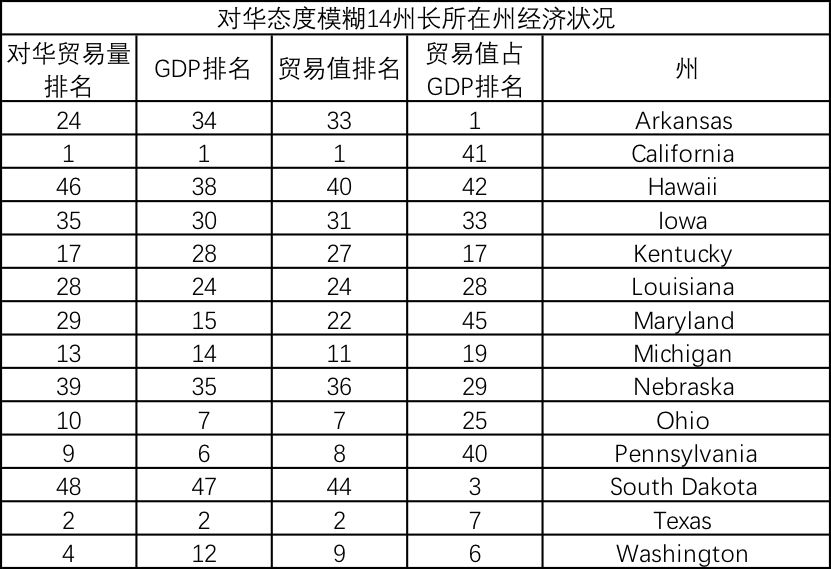 对华态度模糊14州长所在州经济状况
对华贸易量排名 GDP排名 贸易值排名 贸易值占GDP排名 州
24 34 33 1 Arkansas
1 1 1 41 California
46 38 40 42 Hawaii
35 30 31 33 Iowa
17 28 27 17 Kentucky
28 24 24 28 Louisiana
29 15 22 45 Maryland
13 14 11 19 Michigan
39 35 36 29 Nebraska
10 7 7 25 Ohio
9 6 8 40 Pennsylvania
48 47 44 3 South Dakota
2 2 2 7 Texas
4 12 9 6 Washington